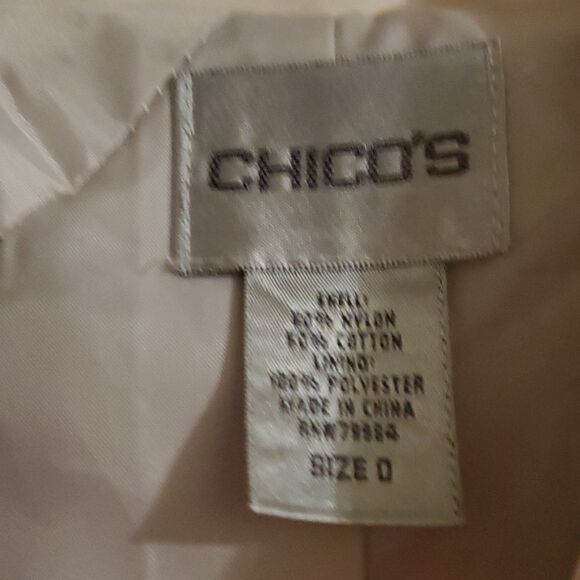 CHICO'S
SHELL:
NYLON
COTTON
LINING:
100% POLYESTER
MADE IN CHINA
SIZE 0